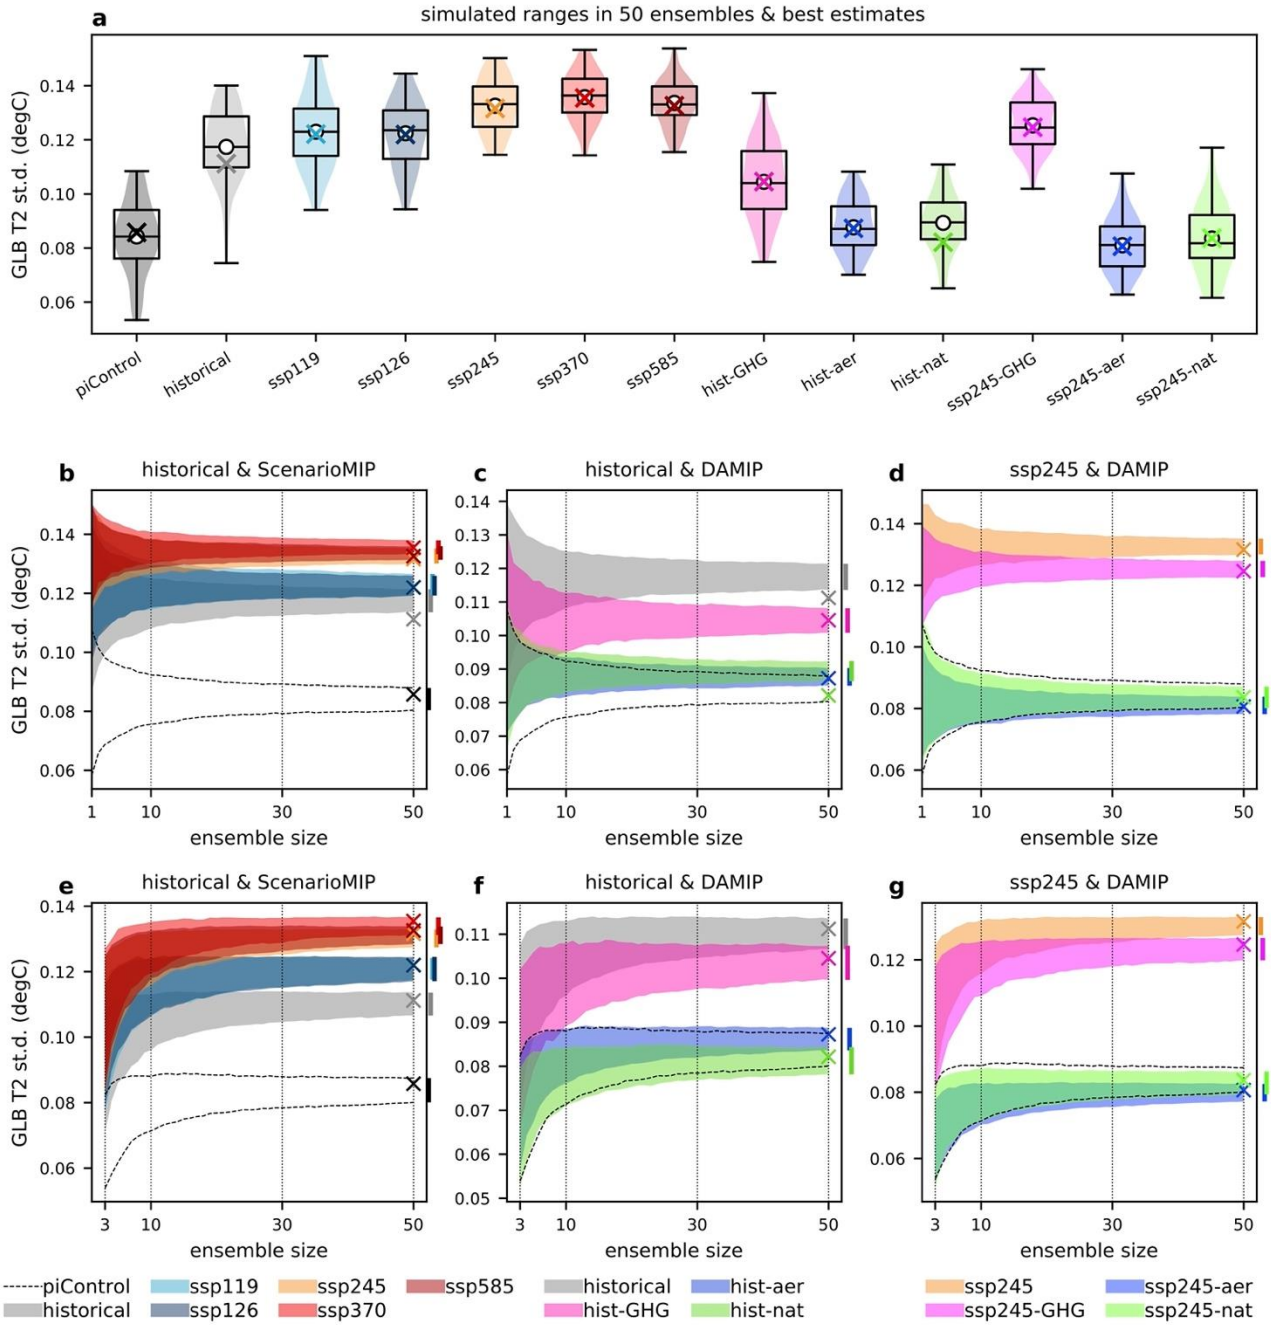 a
simulated ranges in 50 ensembles & best estimates
GLB T2 st.d. (degC)
0.14
0.12
0.10
0.08
0.06
piControl
historical
ssp119
ssp126
ssp245
ssp370
ssp585
hist-GHG
hist-aer
hist-nat
ssp245-GHG
ssp245-aer
ssp245-nat
b
historical & ScenarioMIP
GLB T2 st.d. (degC)
0.14
0.12
0.10
0.08
0.06
1 10 30 50
ensemble size
c
historical & DAMIP
0.14
0.13
0.12
0.11
0.10
0.09
0.08
0.07
0.06
1 10 30 50
ensemble size
d
ssp245 & DAMIP
0.14
0.12
0.10
0.08
0.06
1 10 30 50
ensemble size
e
historical & ScenarioMIP
GLB T2 st.d. (degC)
0.14
0.12
0.10
0.08
0.06
3 10 30 50
ensemble size
f
historical & DAMIP
0.11
0.10
0.09
0.08
0.07
0.06
0.05
3 10 30 50
ensemble size
g
ssp245 & DAMIP
0.12
0.10
0.08
0.06
3 10 30 50
ensemble size
piControl ssp119 ssp245 ssp585 historical hist-aer ssp245 ssp245-aer
historical ssp126 ssp370 hist-GHG hist-nat ssp245-GHG ssp245-nat